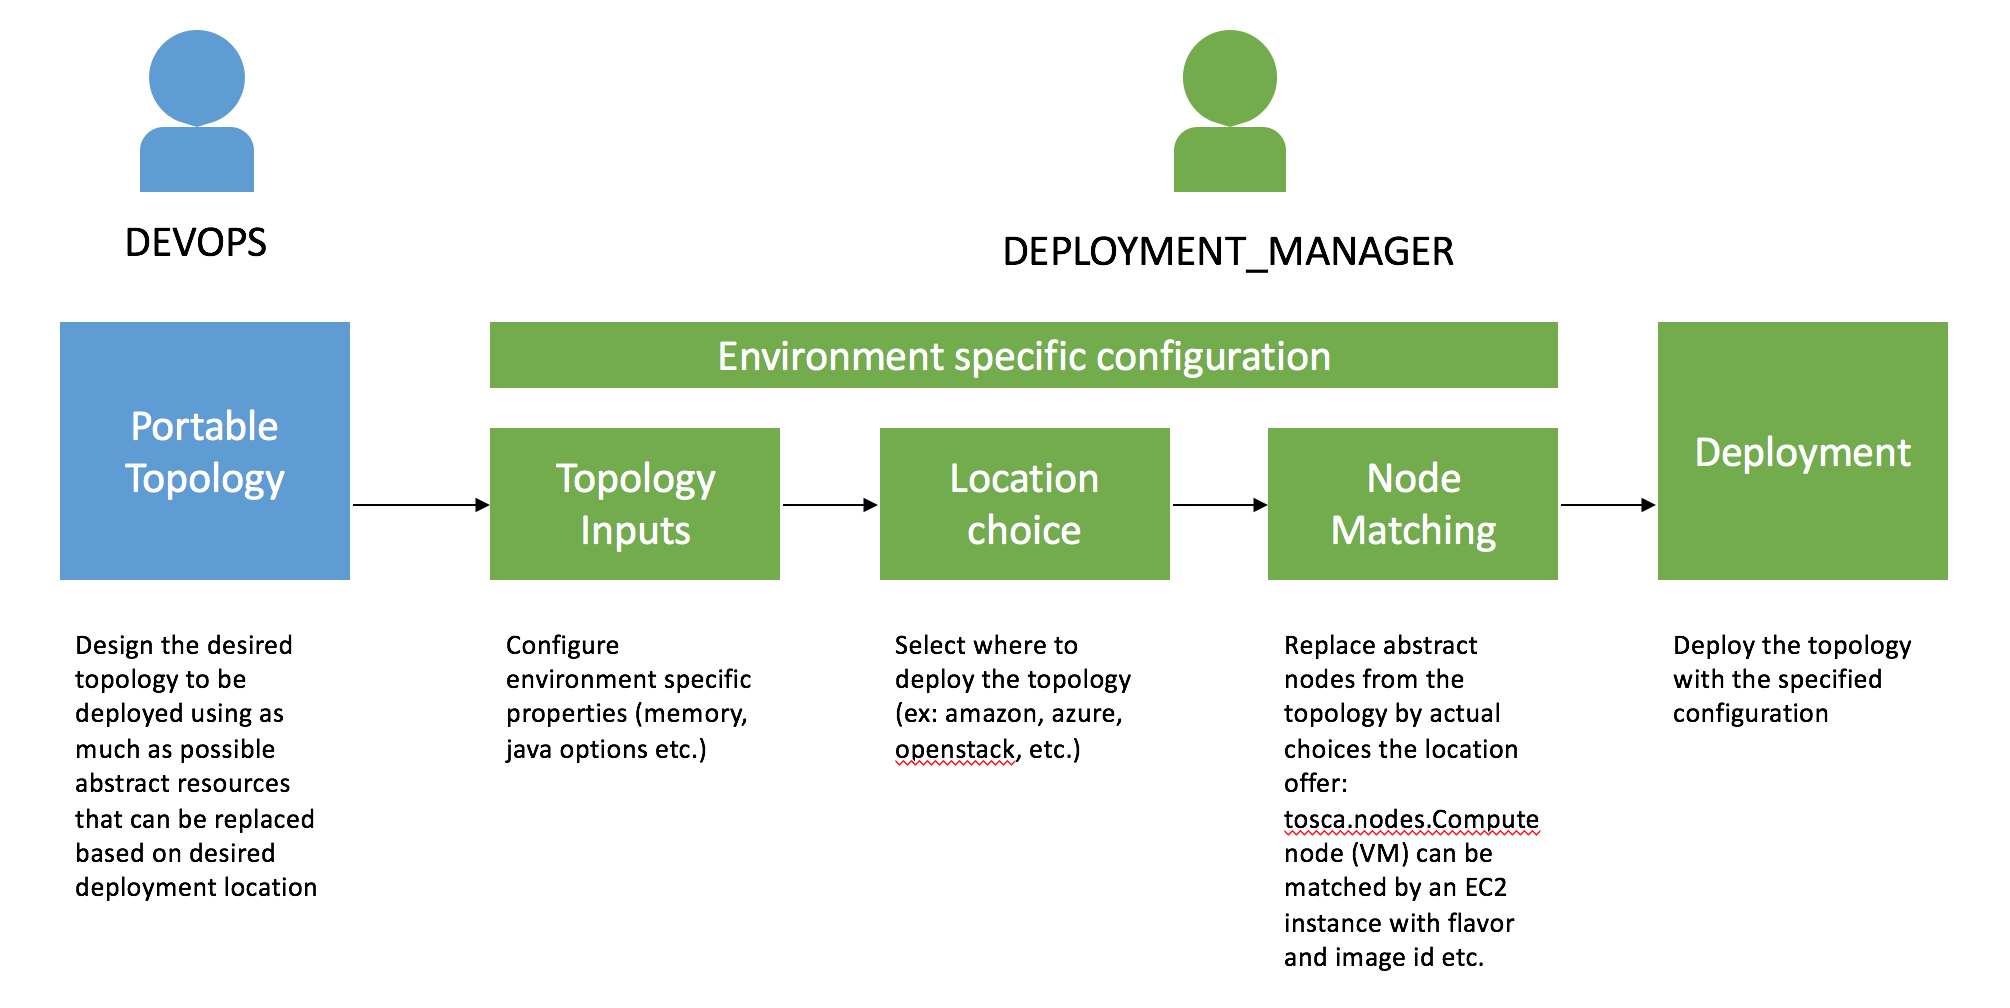 DEVOPS
DEPLOYMENT_MANAGER
Environment specific configuration
Portable
Topology
Topology
Inputs
Location
choice
Node
Matching
Deployment
Design the desired
topology to be
deployed using as
much as possible
abstract resources
that can be replaced
based on desired
deployment location
Configure
environment specific
properties (memory,
java options etc.)
Select where to
deploy the topology
(ex: amazon, azure,
openstack, etc.)
Replace abstract
nodes from the
topology by actual
choices the location
offer:
tosca.nodes.Compute
node (VM) can be
matched by an EC2
instance with flavor
and image id etc.
Deploy the topology
with the specified
configuration